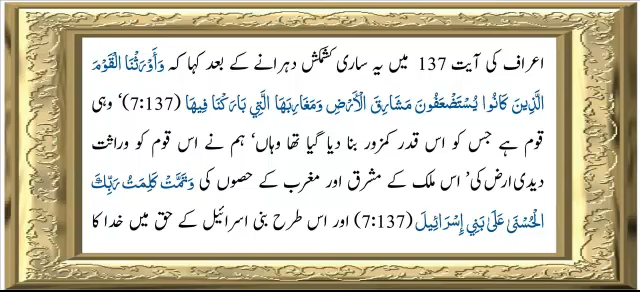 اعراف کی آیت 137 میں یہ ساری کشمکش دہرانے کے بعد کہا کہ وَأَوْرَثْنَا الْقَوْمَ
الَّذِينَ كَانُوا يُسْتَضْعَفُونَ مَشَارِقَ الْأَرْضِ وَمَغَارِبَهَا الَّتِي بَارَكْنَا فِيهَا (7:137)‘ وہی
قوم ہے جس کو اس قدر کمزور بنا دیا گیا تھا وہاں‘ ہم نے اس قوم کو وراثت
دیدی ارض کی‘ اس ملک کے مشرق اور مغرب کے حصوں کی وَتَمَّتْ كَلِمَتُ رَبِّكَ
الْحُسْنَىٰ عَلَىٰ بَنِي إِسْرَائِيلَ (7:137) اور اس طرح بنی اسرائیل کے حق میں خدا کا